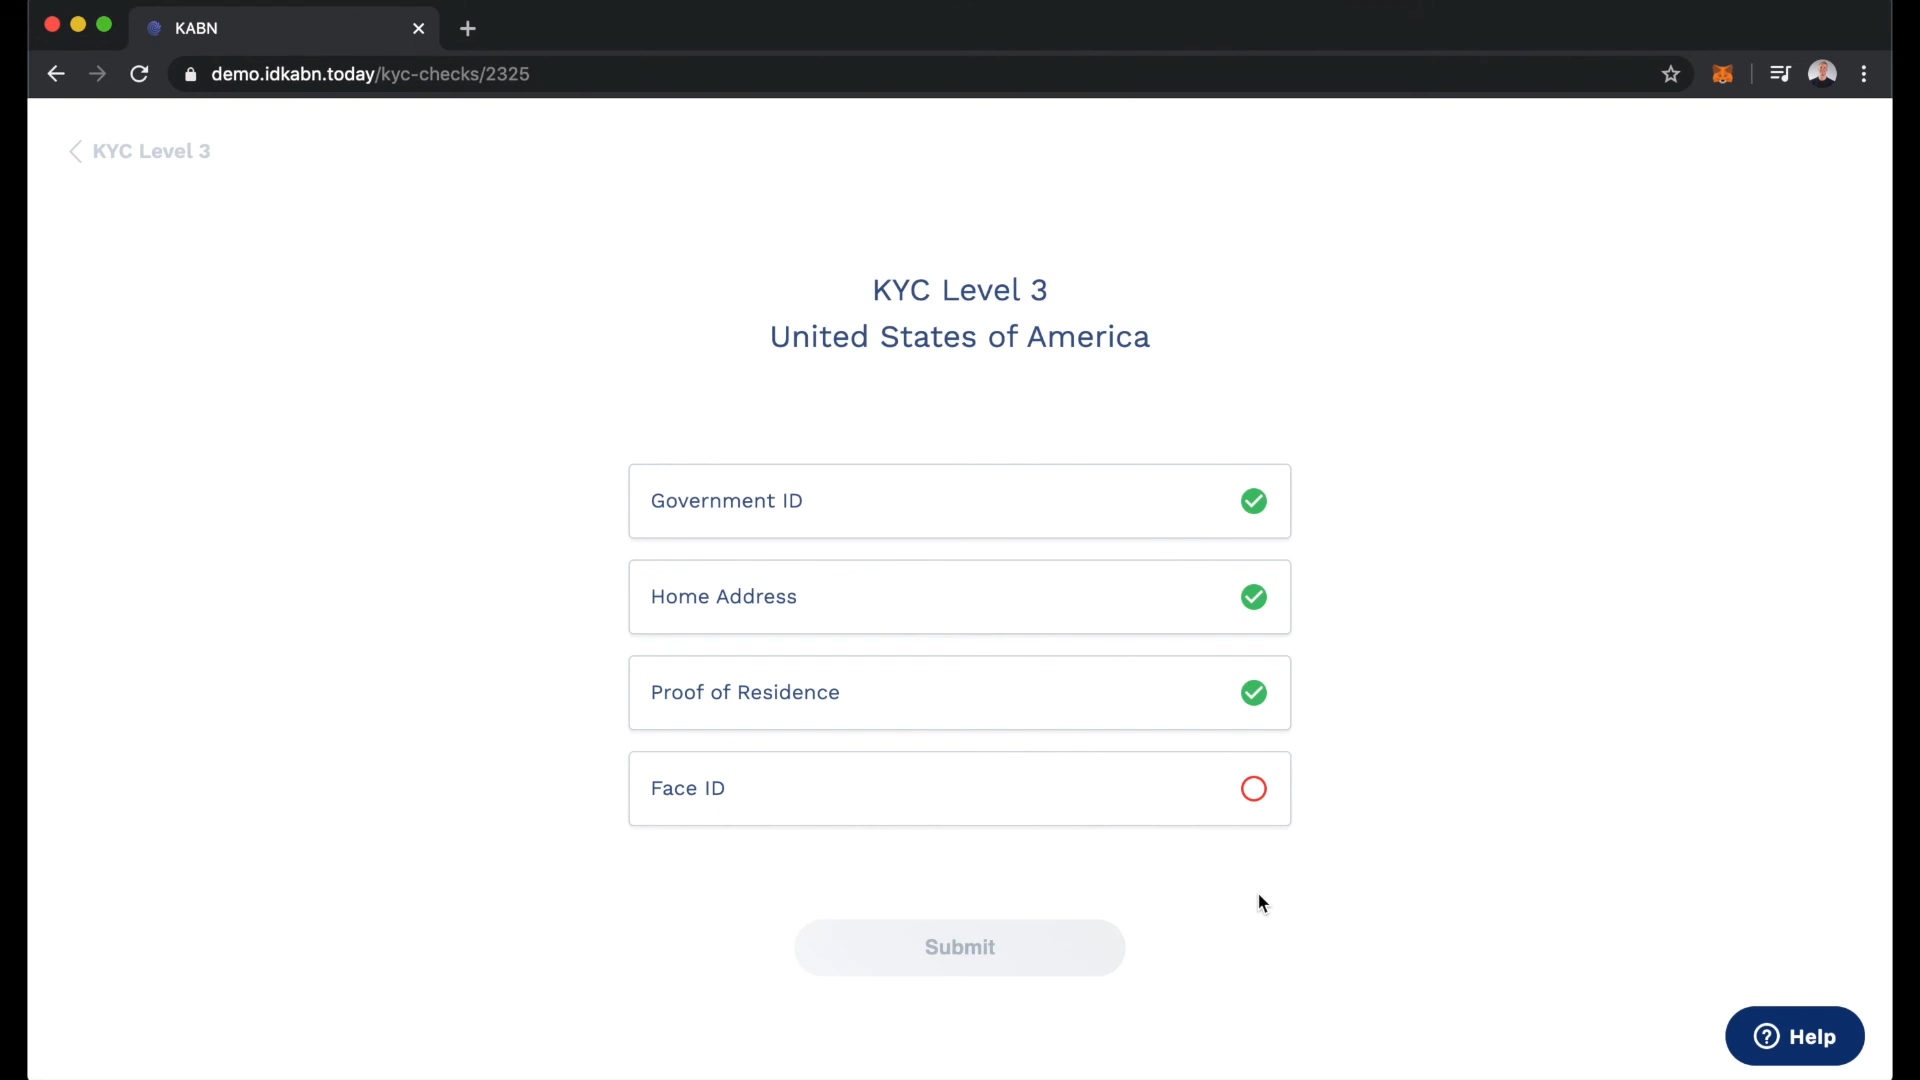 KABN
demo.idkabn.today/kyc-checks/2325
KYC Level 3
KYC Level 3
United States of America
Government ID
Home Address
Proof of Residence
Face ID
Submit
? Help